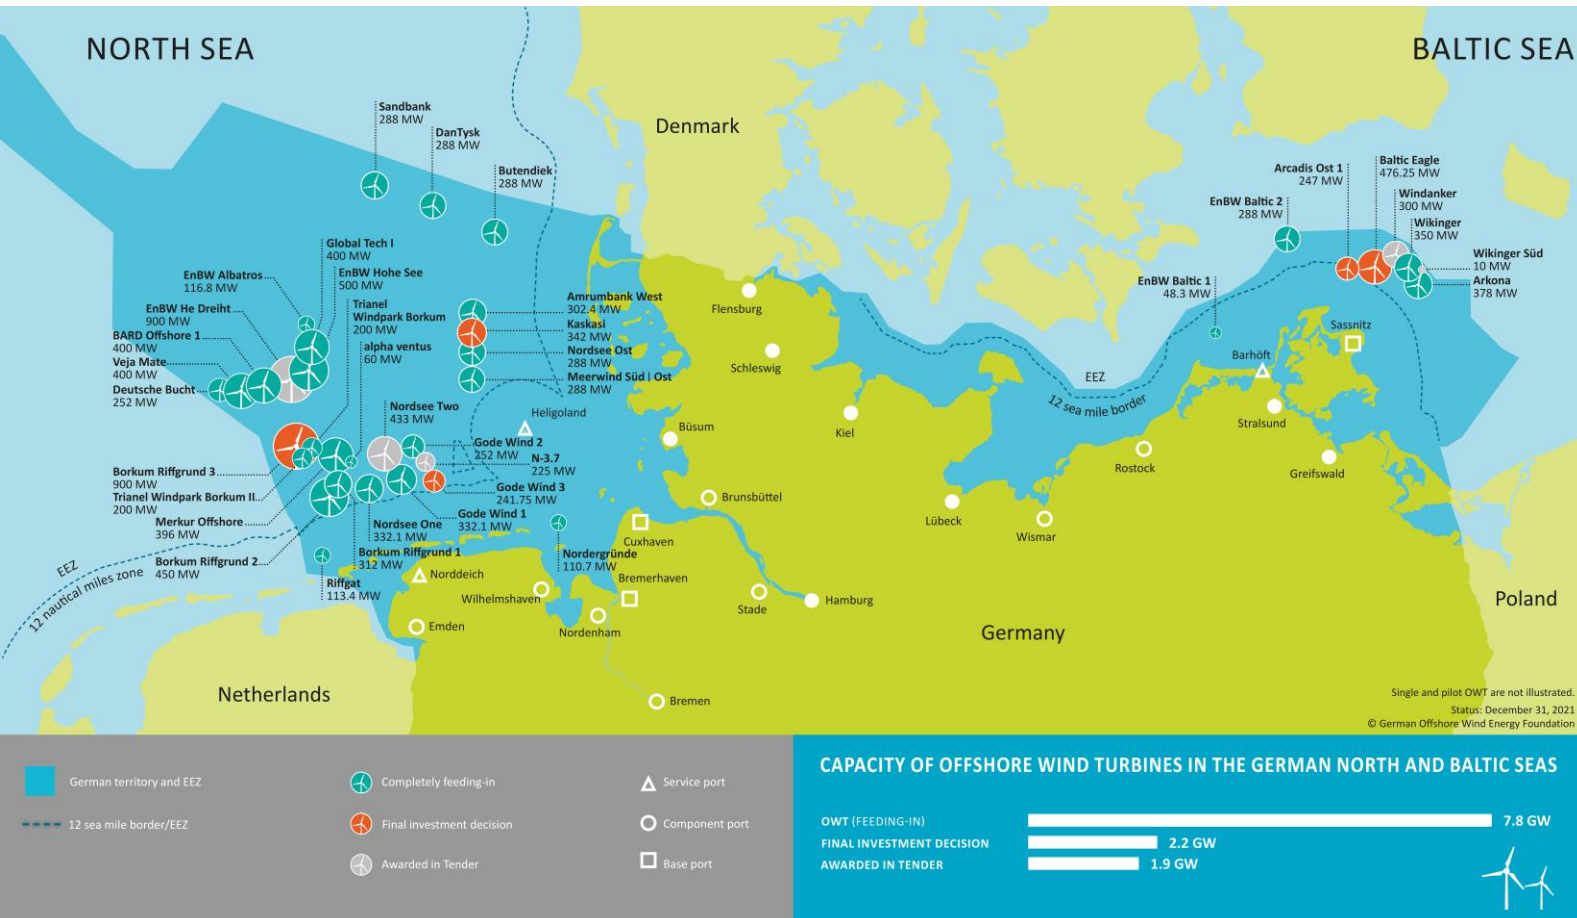 NORTH SEA
BALTIC SEA
Denmark
Sandbank
288 MW
DanTysk
288 MW
Butendiek
288 MW
Global Tech I
400 MW
EnBW Albatros
116.8 MW
EnBW Hohe See
500 MW
EnBW He Dreiht
900 MW
Trianel
Windpark Borkum
200 MW
BARD Offshore 1
400 MW
alpha ventus
60 MW
Veja Mate
400 MW
Deutsche Bucht
252 MW
Amrumbank West
302.4 MW
Kaskasi
342 MW
Nordsee Ost
288 MW
Meerwind Süd | Ost
288 MW
Nordsee Two
433 MW
Heligoland
Gode Wind 2
252 MW
N-3.7
225 MW
Gode Wind 3
241.75 MW
Gode Wind 1
332.1 MW
Borkum Riffgrund 3
900 MW
Trianel Windpark Borkum II
200 MW
Merkur Offshore
396 MW
Nordsee One
332.1 MW
Borkum Riffgrund 2
450 MW
Borkum Riffgrund 1
312 MW
Riffgat
113.4 MW
Nordergründe
110.7 MW
EEZ
12 nautical miles zone
Arcadis Ost 1
247 MW
Baltic Eagle
476.25 MW
Windanker
300 MW
EnBW Baltic 2
288 MW
Wikinger
350 MW
Wikinger Süd
10 MW
Arkona
378 MW
EnBW Baltic 1
48.3 MW
EEZ
12 sea mile border
Flensburg
Schleswig
Kiel
Büsum
Brunsbüttel
Cuxhaven
Bremerhaven
Norddeich
Wilhelmshaven
Emden
Nordenham
Stade
Hamburg
Bremen
Lübeck
Wismar
Rostock
Sassnitz
Barhöft
Stralsund
Greifswald
Netherlands
Germany
Poland
Single and pilot OWT are not illustrated.
Status: December 31, 2021
© German Offshore Wind Energy Foundation
German territory and EEZ
12 sea mile border/EEZ
Completely feeding-in
Final investment decision
Awarded in Tender
Service port
Component port
Base port
CAPACITY OF OFFSHORE WIND TURBINES IN THE GERMAN NORTH AND BALTIC SEAS
OWT (FEEDING-IN) 7.8 GW
FINAL INVESTMENT DECISION 2.2 GW
AWARDED IN TENDER 1.9 GW